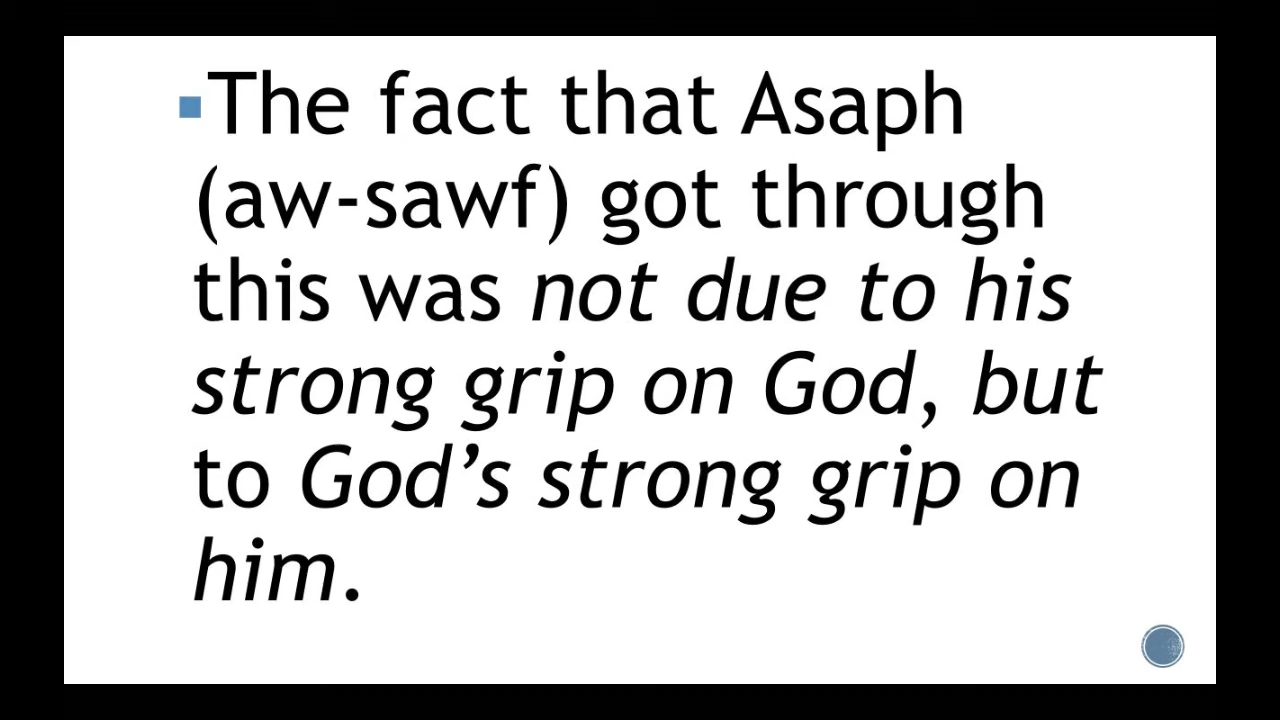 The fact that Asaph
(aw-sawf) got through
this was not due to his
strong grip on God, but
to God’s strong grip on
him.